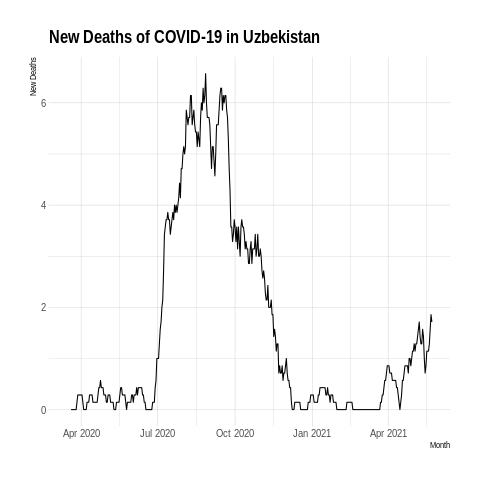 New Deaths of COVID-19 in Uzbekistan
New Deaths
6
4
2
0
Apr 2020 Jul 2020 Oct 2020 Jan 2021 Apr 2021
Month